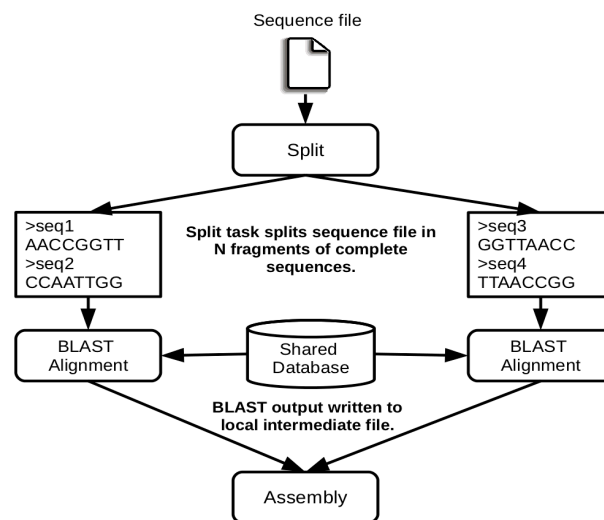 Sequence file
Split
>seq1
AACCGGTT
>seq2
CCAATTGG
Split task splits sequence file in
N fragments of complete
sequences.
>seq3
GGTTAACC
>seq4
TTAACCGG
BLAST
Alignment
Shared
Database
BLAST
Alignment
BLAST output written to
local intermediate file.
Assembly